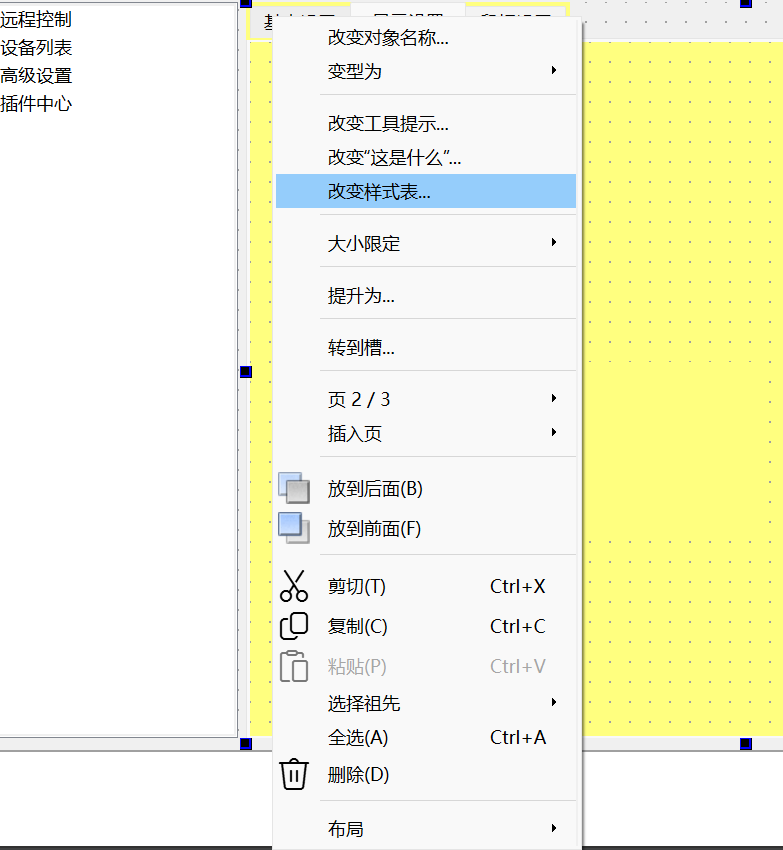 远程控制
设备列表
高级设置
插件中心
改变对象名称...
变型为
改变工具提示...
改变“这是什么”...
改变样式表...
大小限定
提升为...
转到槽...
页 2 / 3
插入页
放到后面(B)
放到前面(F)
剪切(T) Ctrl+X
复制(C) Ctrl+C
粘贴(P) Ctrl+V
选择祖先
全选(A) Ctrl+A
删除(D)
布局